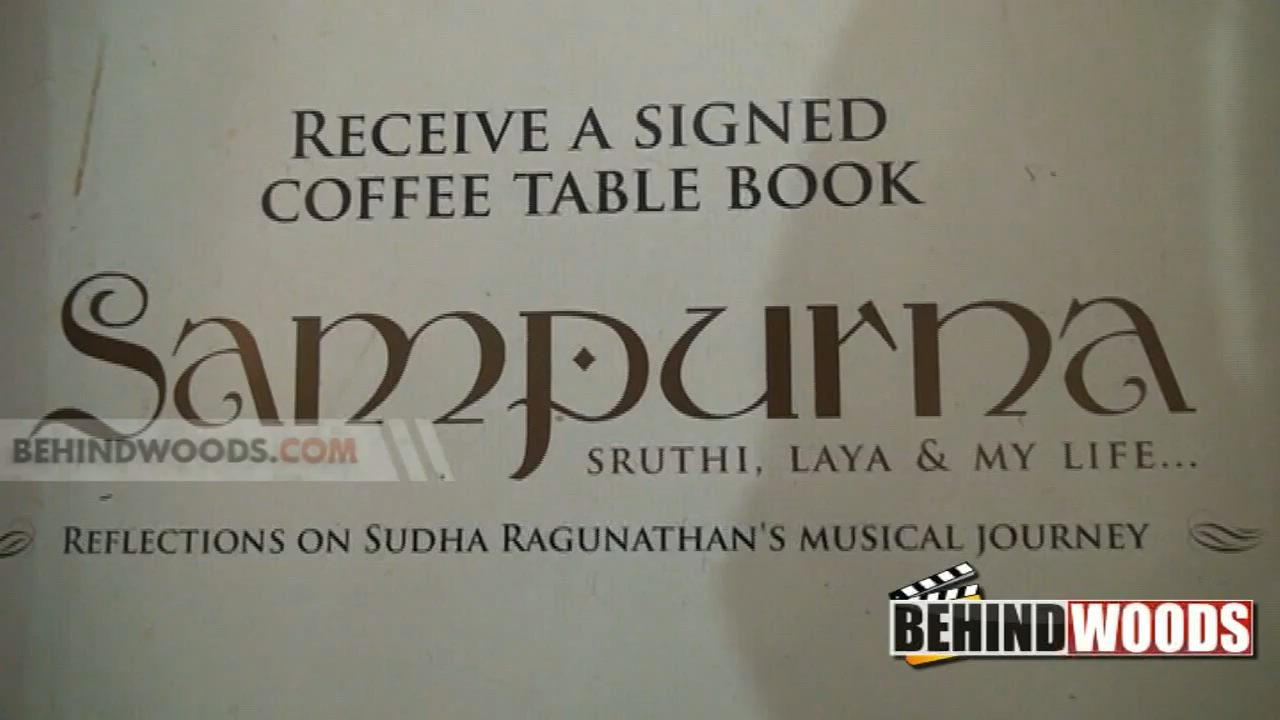 RECEIVE A SIGNED
COFFEE TABLE BOOK
Sampurna
SRUTHI, LAYA & MY LIFE...
BEHINDWOODS.COM
REFLECTIONS ON SUDHA RAGUNATHAN'S MUSICAL JOURNEY
BEHINDWOODS